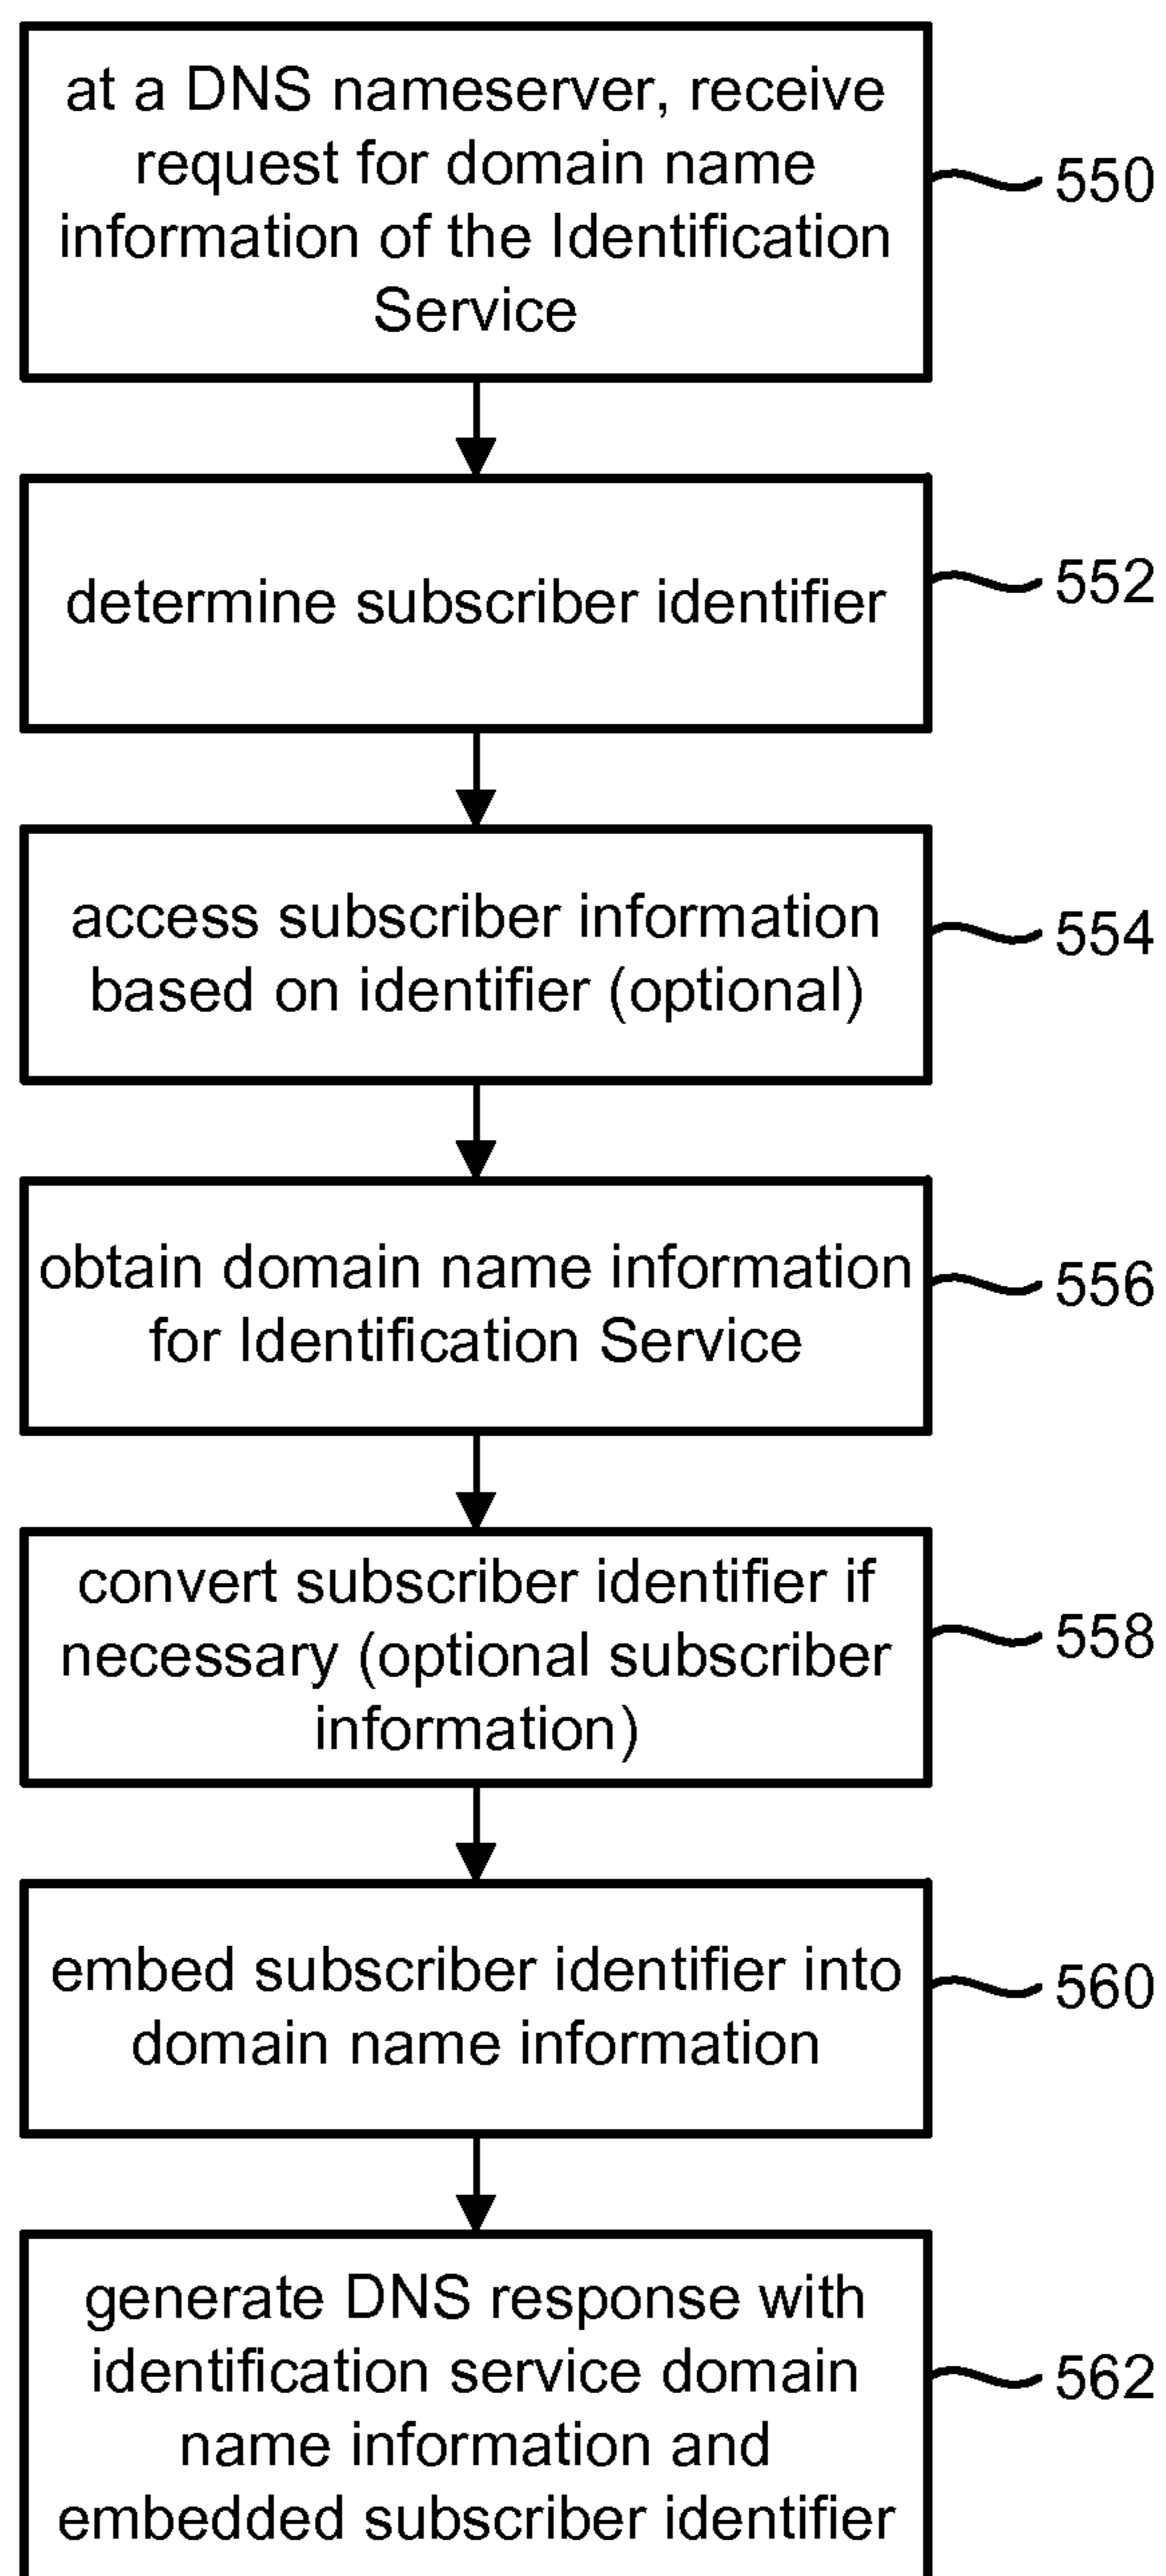 at a DNS nameserver, receive
request for domain name
information of the Identification
Service
550
determine subscriber identifier
552
access subscriber information
based on identifier (optional)
554
obtain domain name information
for Identification Service
556
convert subscriber identifier if
necessary (optional subscriber
information)
558
embed subscriber identifier into
domain name information
560
generate DNS response with
identification service domain
name information and
embedded subscriber identifier
562